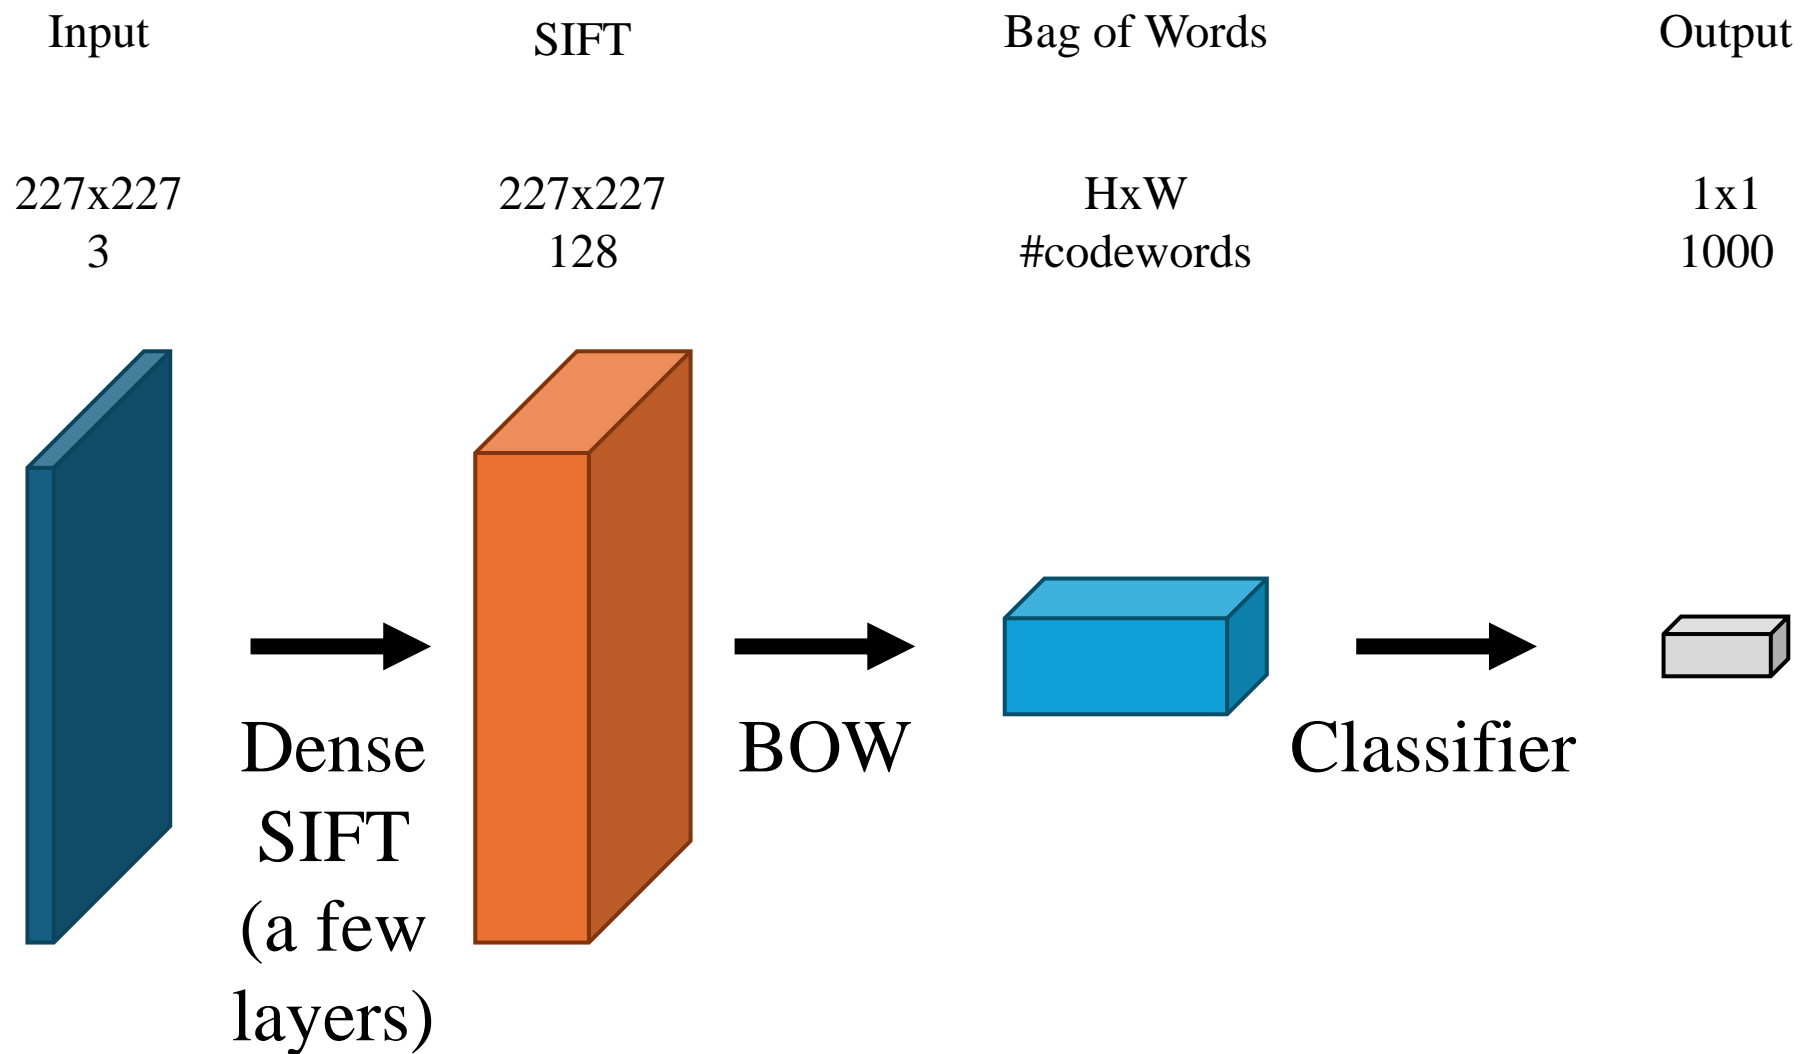 Input
SIFT
Bag of Words
Output
227x227
3
227x227
128
HxW
#codewords
1x1
1000
Dense
SIFT
(a few
layers)
BOW
Classifier